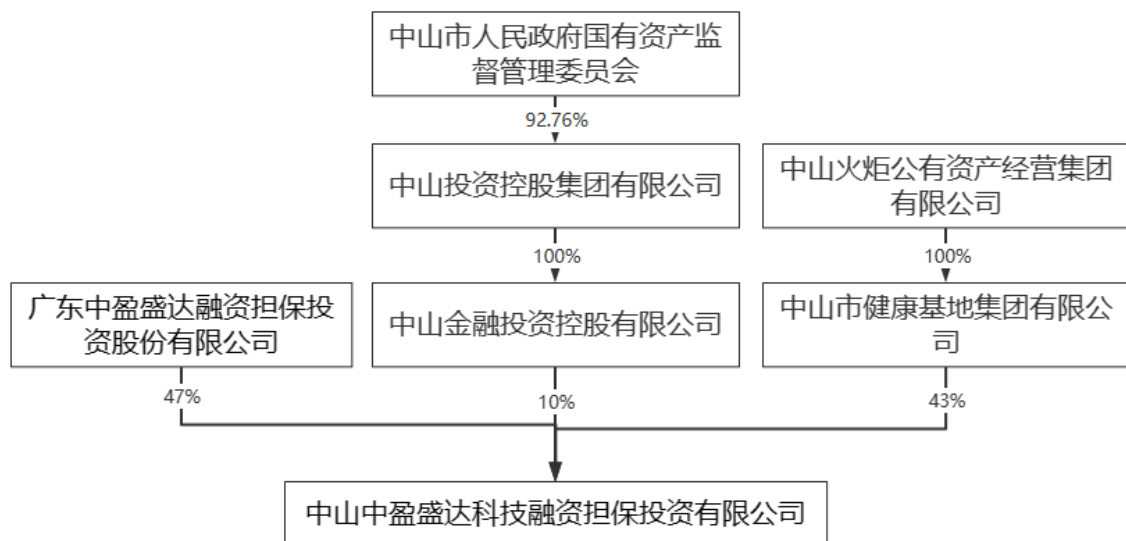 中山市人民政府国有资产监
督管理委员会
92.76%
中山投资控股集团有限公司
中山火炬公有资产经营集团
有限公司
100%
100%
广东中盈盛达融资担保投
资股份有限公司
中山金融投资控股有限公司
中山市健康基地集团有限公
司
47%
10%
43%
中山中盈盛达科技融资担保投资有限公司